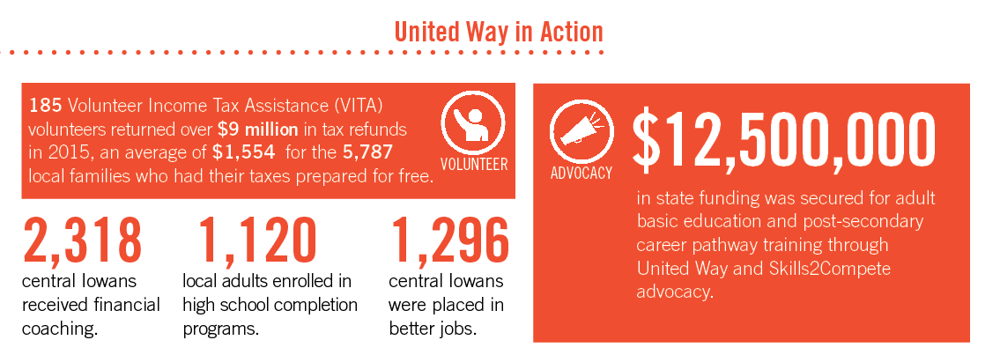 United Way in Action
185 Volunteer Income Tax Assistance (VITA)
volunteers returned over $9 million in tax refunds
in 2015, an average of $1,554 for the 5,787
local families who had their taxes prepared for free.
VOLUNTEER
2,318
central Iowans
received financial
coaching.
1,120
local adults enrolled in
high school completion
programs.
1,296
central Iowans
were placed in
better jobs.
ADVOCACY
$12,500,000
in state funding was secured for adult
basic education and post-secondary
career pathway training through
United Way and Skills2Compete
advocacy.